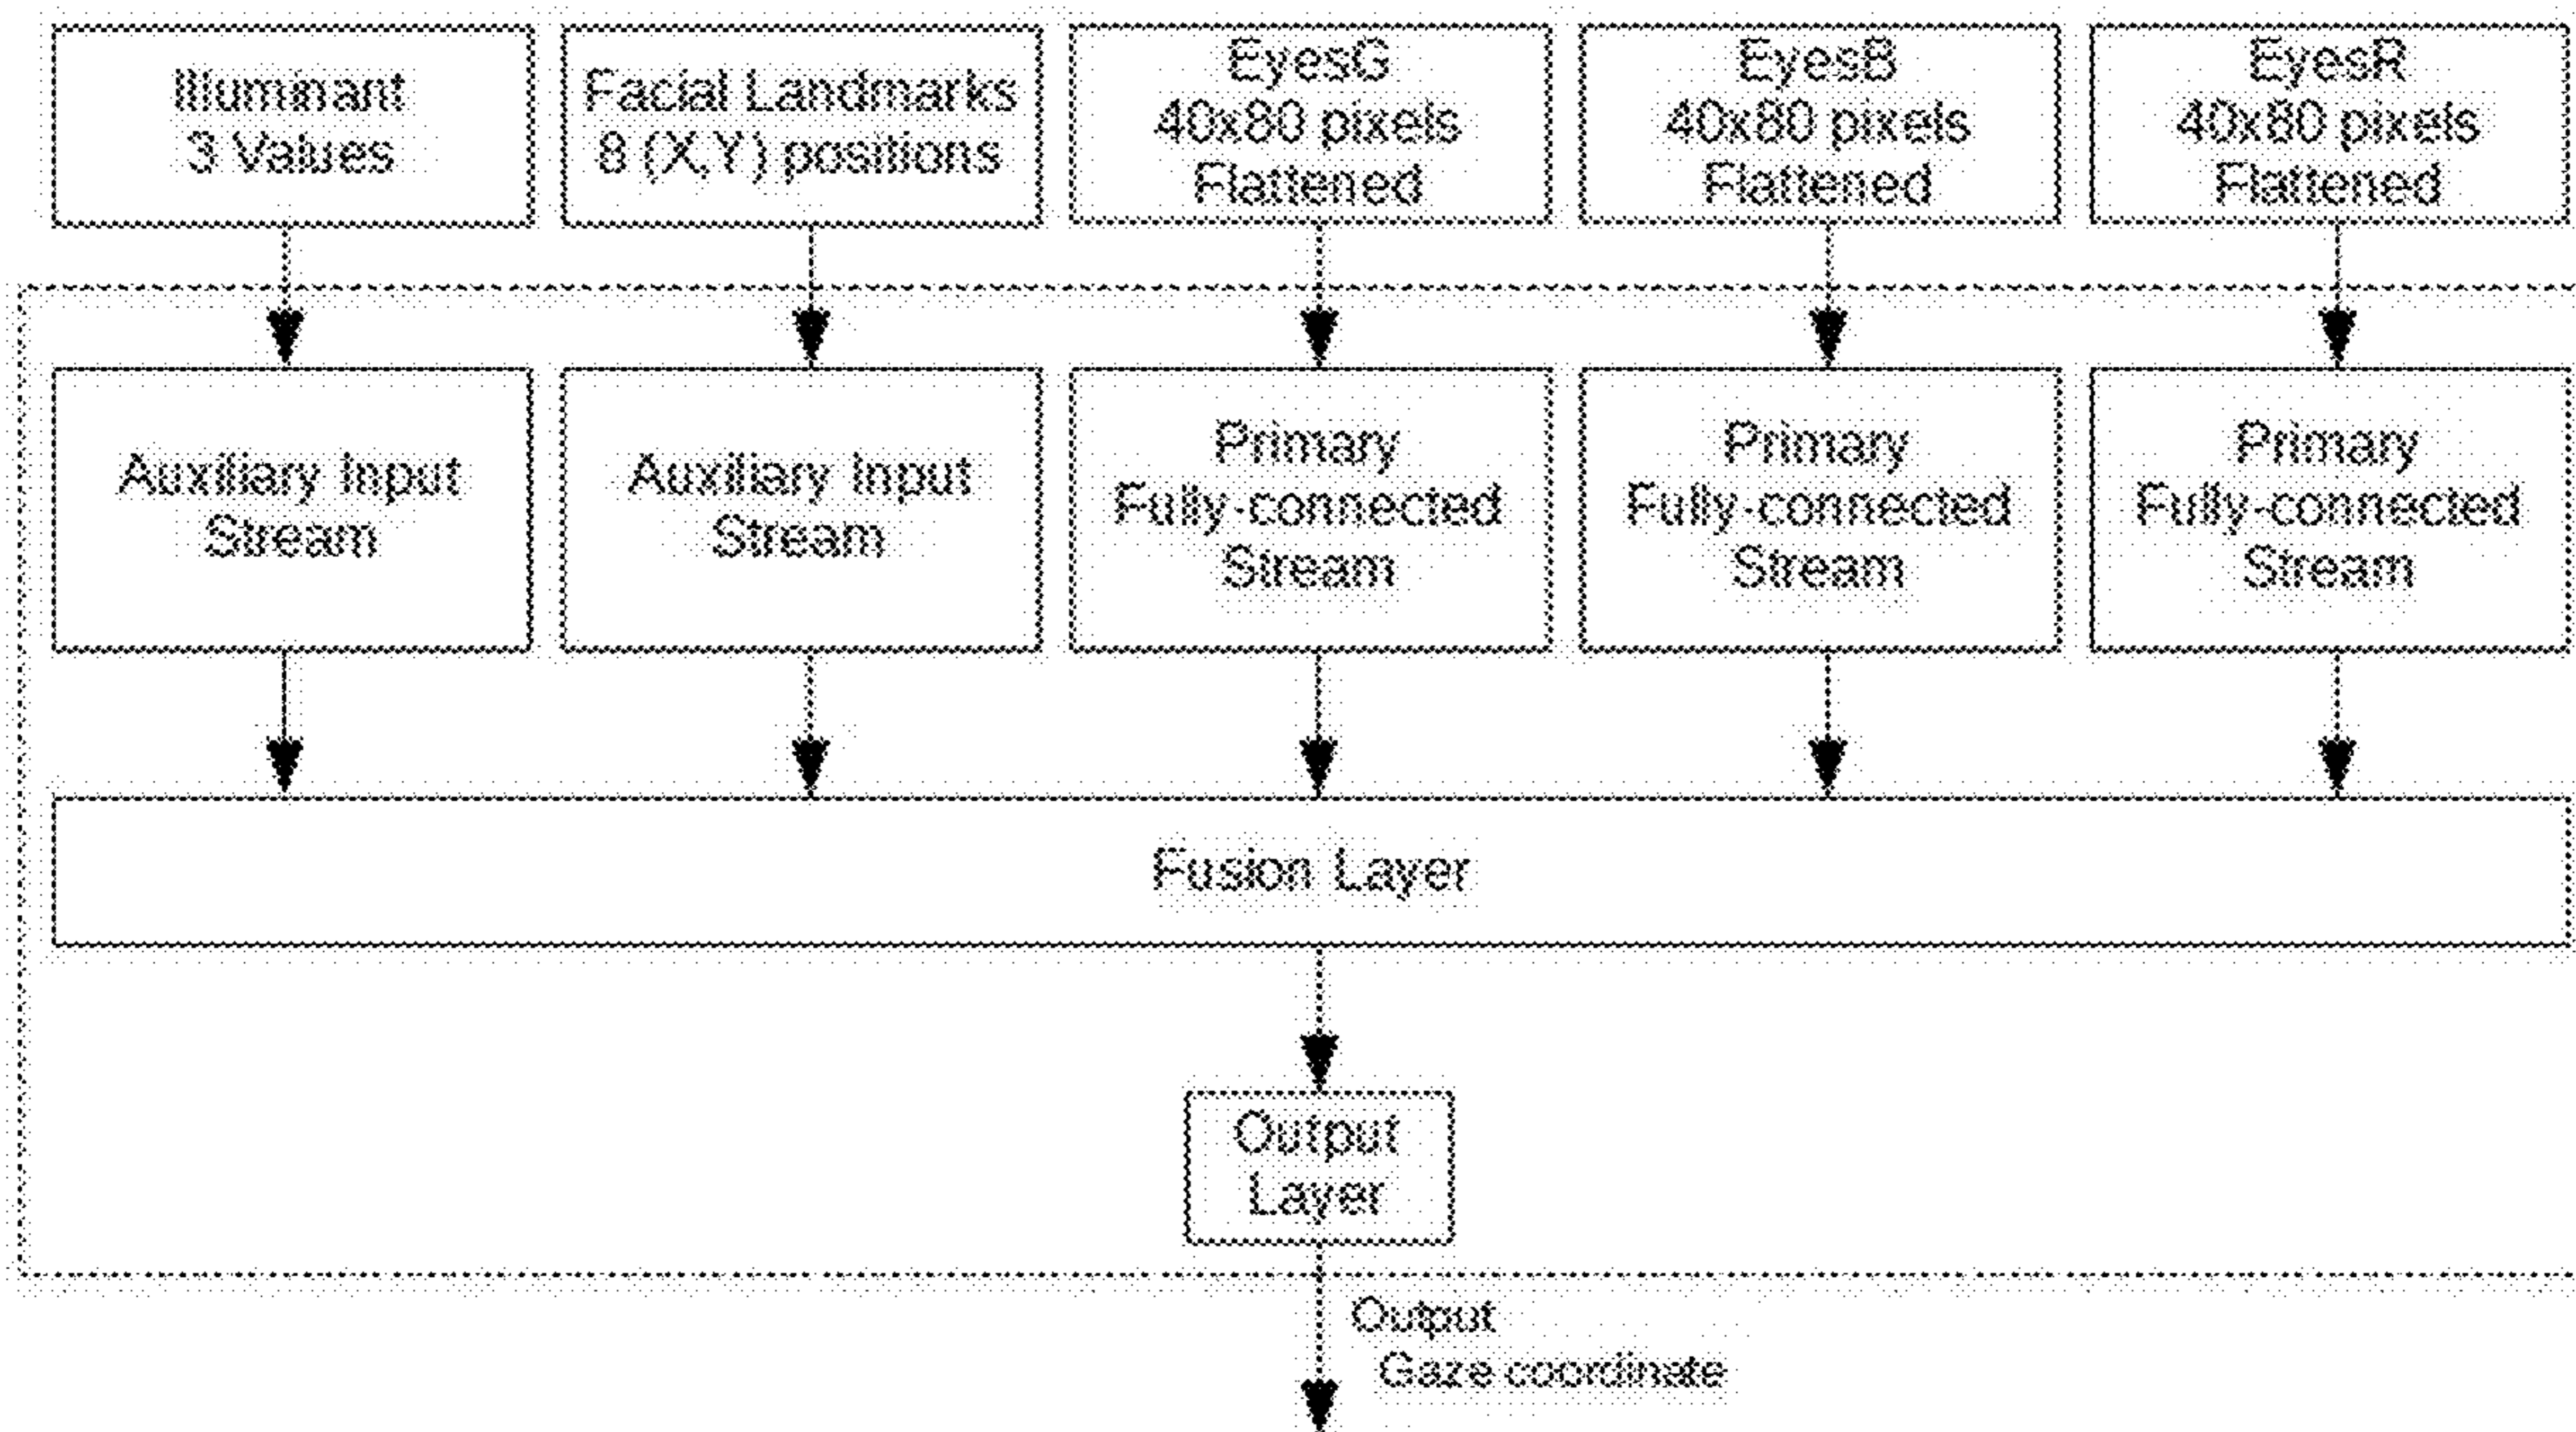 Illuminant
3 Values
Facial Landmarks
8 (X,Y) positions
EyesG
40x80 pixels
Flattened
EyesB
40x80 pixels
Flattened
EyesR
40x80 pixels
Flattened
Auxiliary Input
Stream
Auxiliary Input
Stream
Primary
Fully-connected
Stream
Primary
Fully-connected
Stream
Primary
Fully-connected
Stream
Fusion Layer
Output
Layer
Output
Gaze coordinate